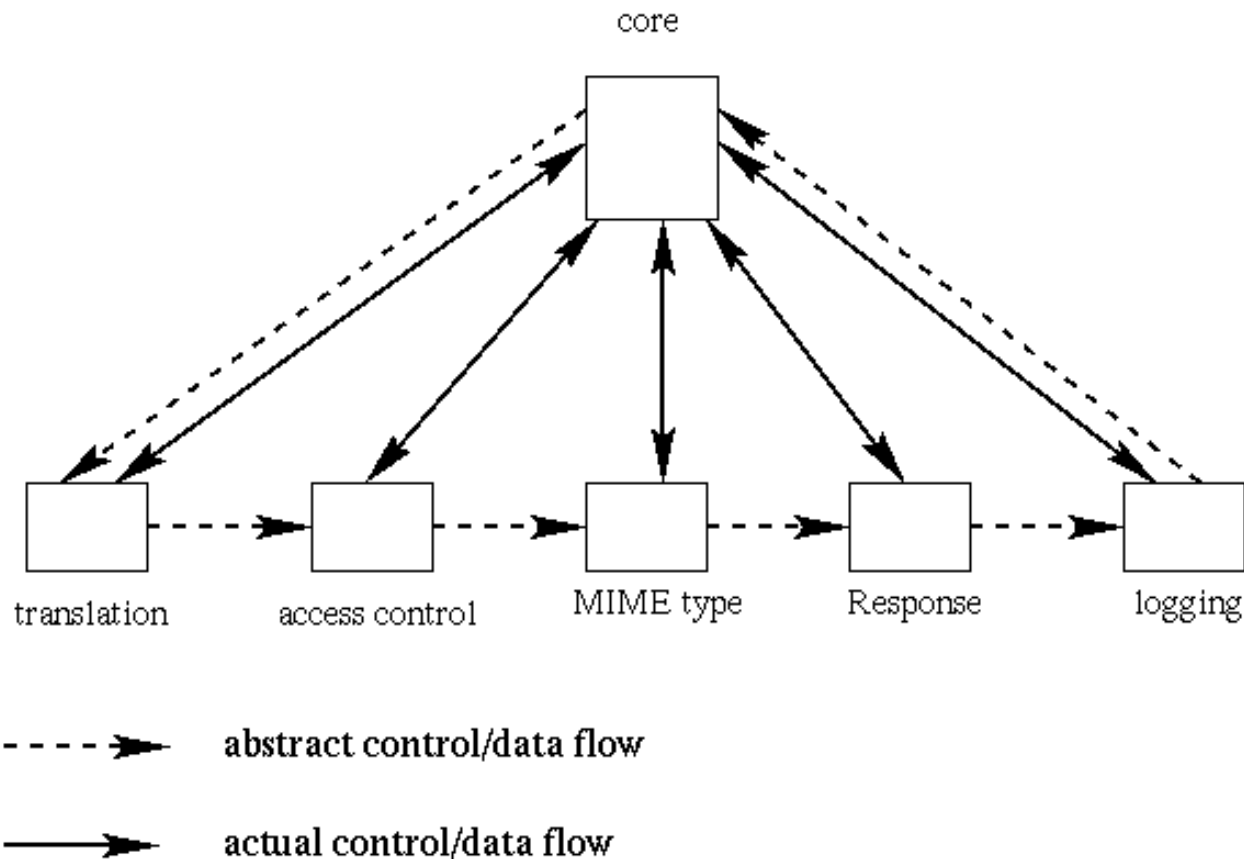 core
translation
access control
MIME type
Response
logging
abstract control/data flow
actual control/data flow